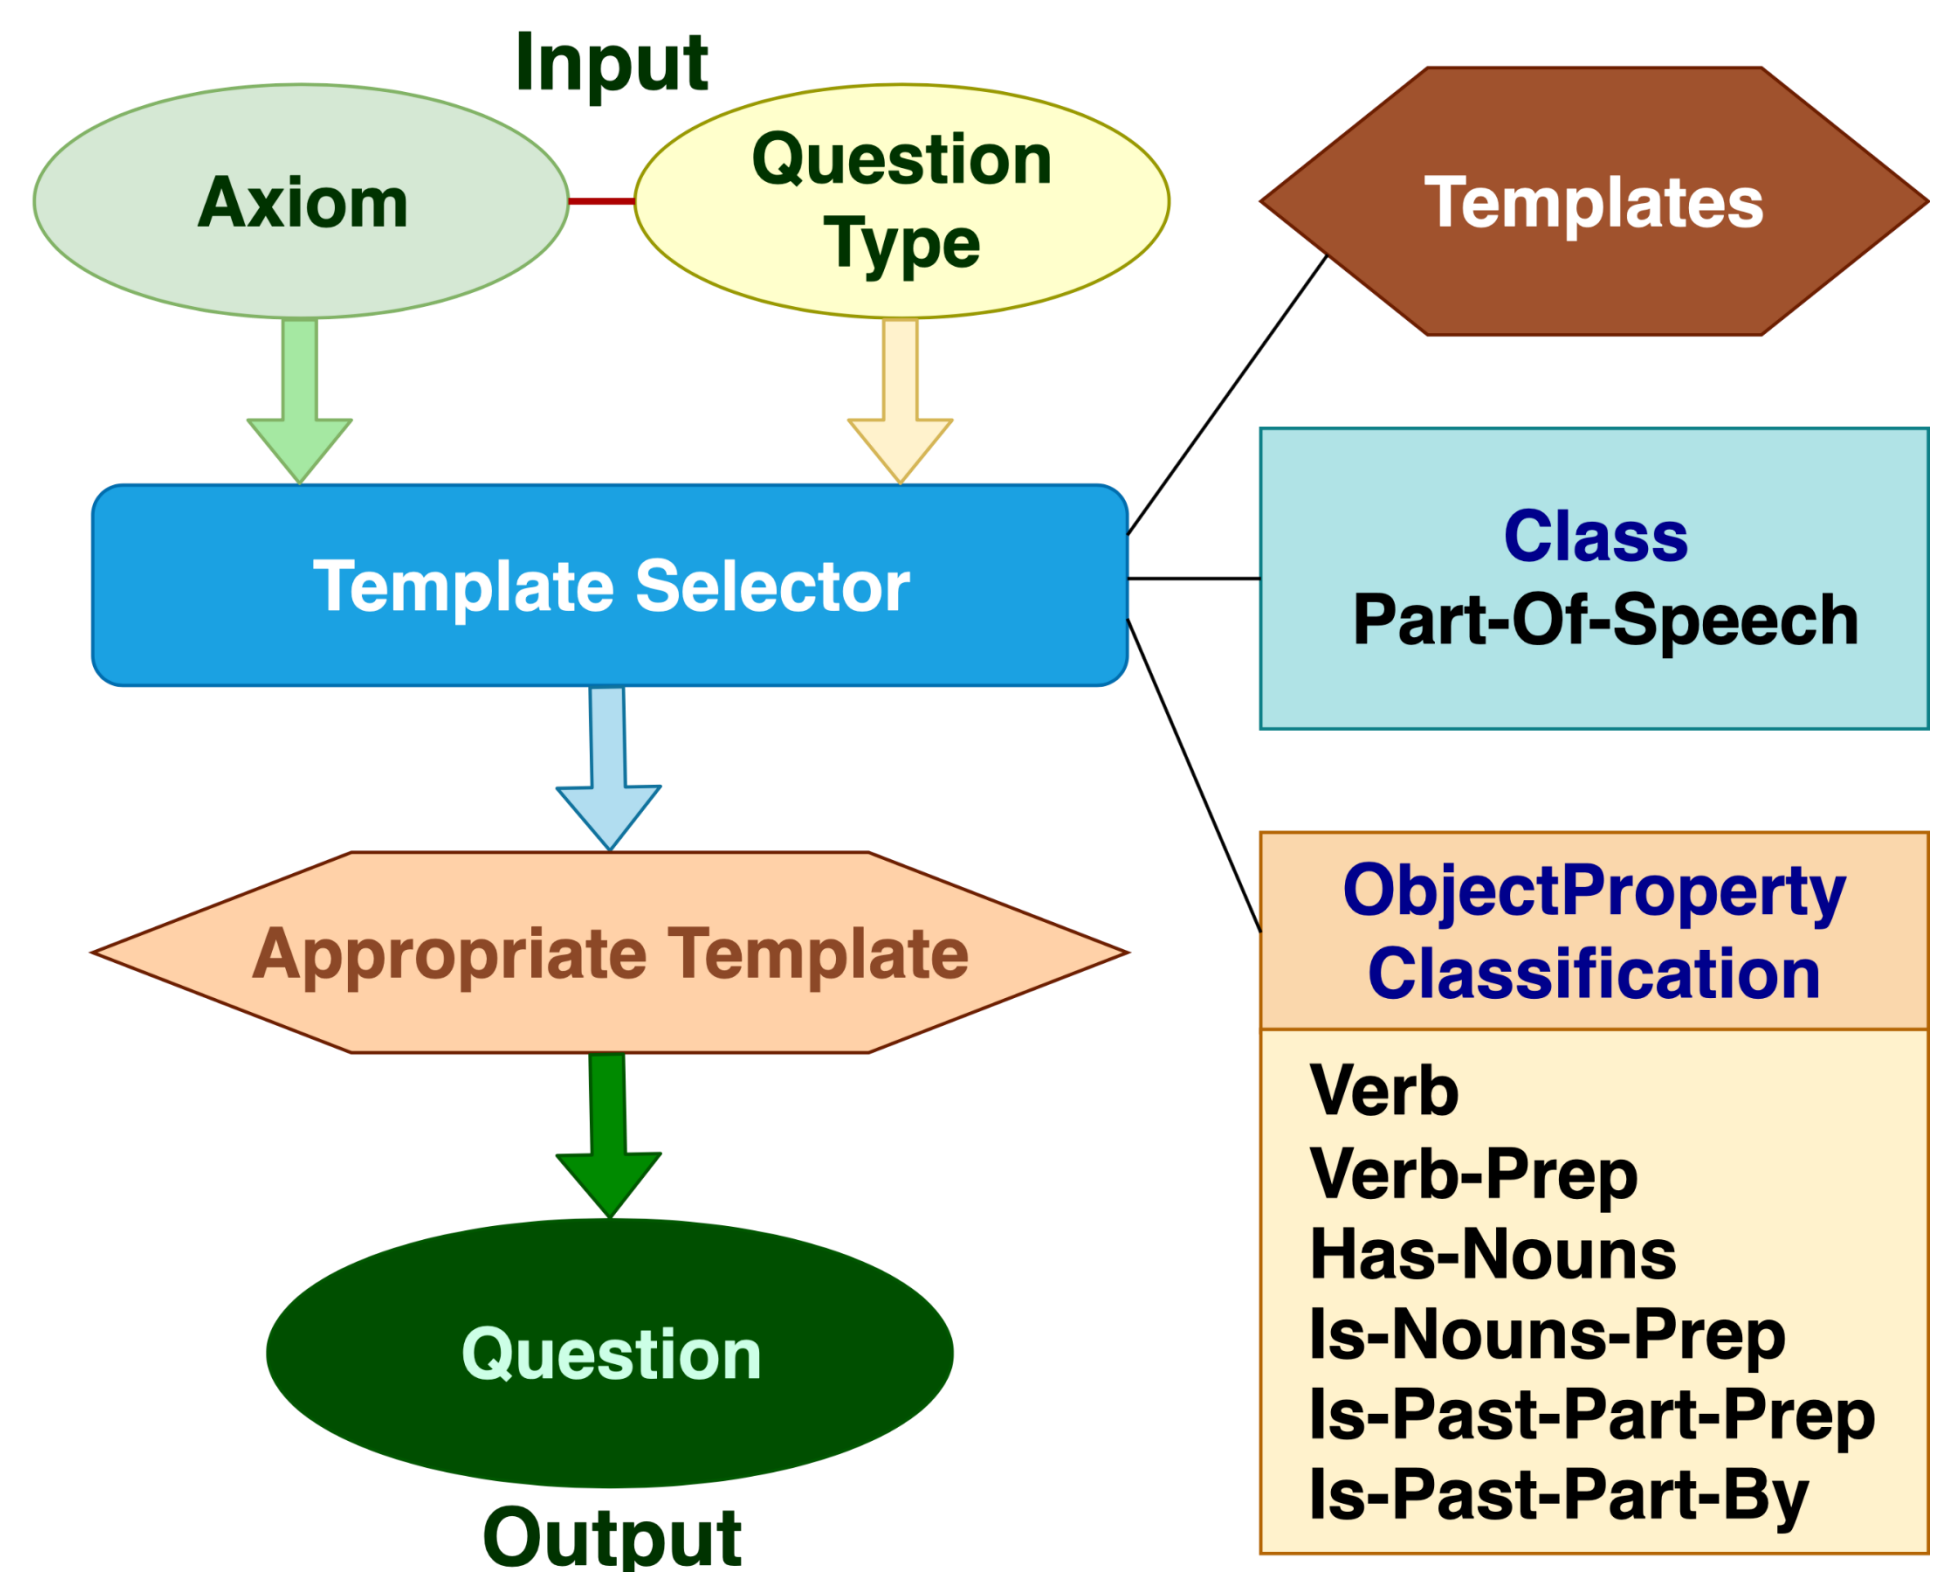 Input
Axiom
Question
Type
Templates
Template Selector
Class
Part-Of-Speech
Appropriate Template
ObjectProperty
Classification
Verb
Verb-Prep
Has-Nouns
Is-Nouns-Prep
Is-Past-Part-Prep
Is-Past-Part-By
Question
Output